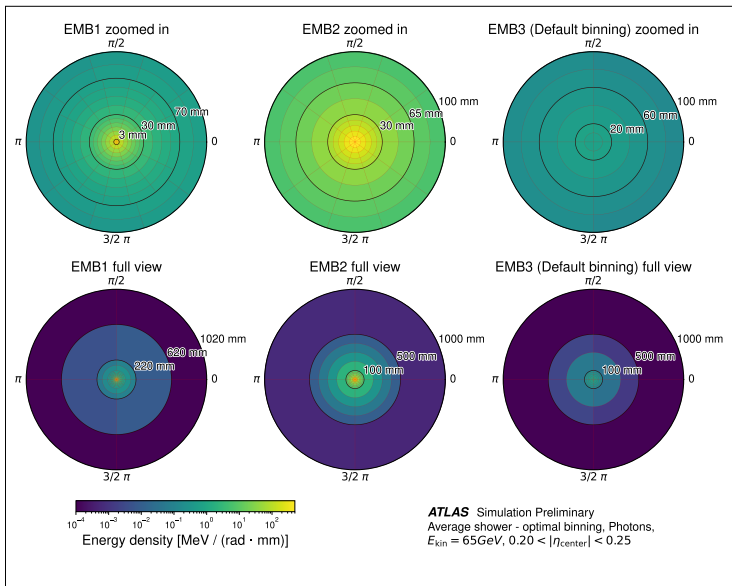 EMB1 zoomed in
π/2
70 mm
30 mm
3 mm
π
0
3/2 π
EMB2 zoomed in
π/2
100 mm
65 mm
30 mm
3/2 π
EMB3 (Default binning) zoomed in
π/2
100 mm
60 mm
20 mm
π
0
3/2 π
EMB1 full view
π/2
1020 mm
620 mm
220 mm
π
0
3/2 π
EMB2 full view
π/2
1000 mm
500 mm
100 mm
3/2 π
EMB3 (Default binning) full view
π/2
1000 mm
500 mm
100 mm
π
0
3/2 π
10⁻⁴ 10⁻³ 10⁻² 10⁻¹ 10⁰ 10¹ 10²
Energy density [MeV / (rad · mm)]
ATLAS Simulation Preliminary
Average shower - optimal binning, Photons,
E_kin = 65GeV, 0.20 < |η_center| < 0.25